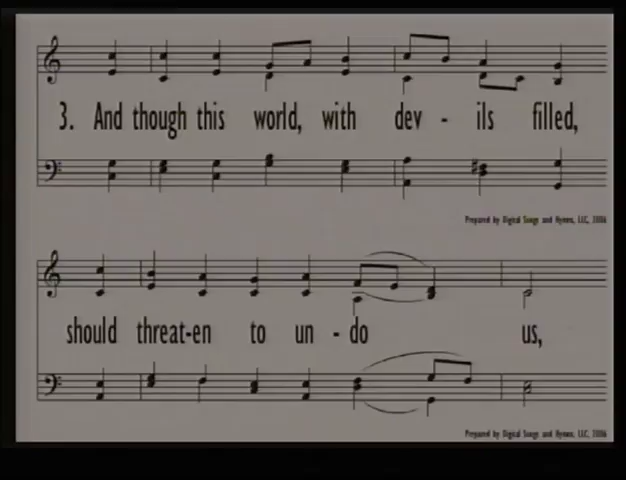 3. And though this world, with dev - ils filled,
Prepared by Digital Songs and Hymns, LLC, 2006
should threat-en to un - do us,
Prepared by Digital Songs and Hymns, LLC, 2006